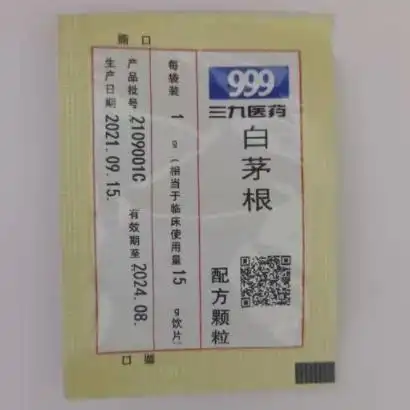 撕口
999
三九医药
白茅根
配方颗粒
每袋装 1 g(相当于临床使用量15 g饮片)
产品批号 2109001C 有效期至 2024.08.
生产日期 2021.09.15.
撕口